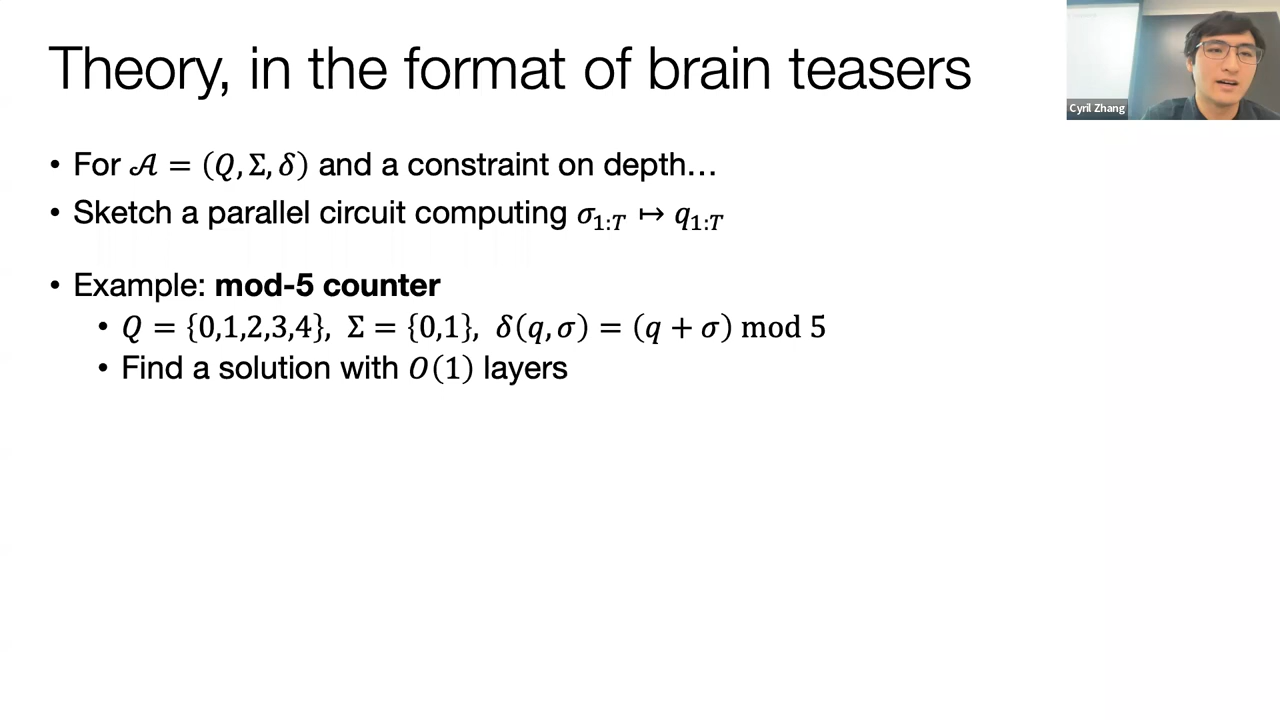 Theory, in the format of brain teasers
Cyril Zhang
• For 𝒜 = (Q, Σ, δ) and a constraint on depth…
• Sketch a parallel circuit computing σ₁:T ↦ q₁:T
• Example: mod-5 counter
• Q = {0,1,2,3,4}, Σ = {0,1}, δ(q, σ) = (q + σ) mod 5
• Find a solution with O(1) layers